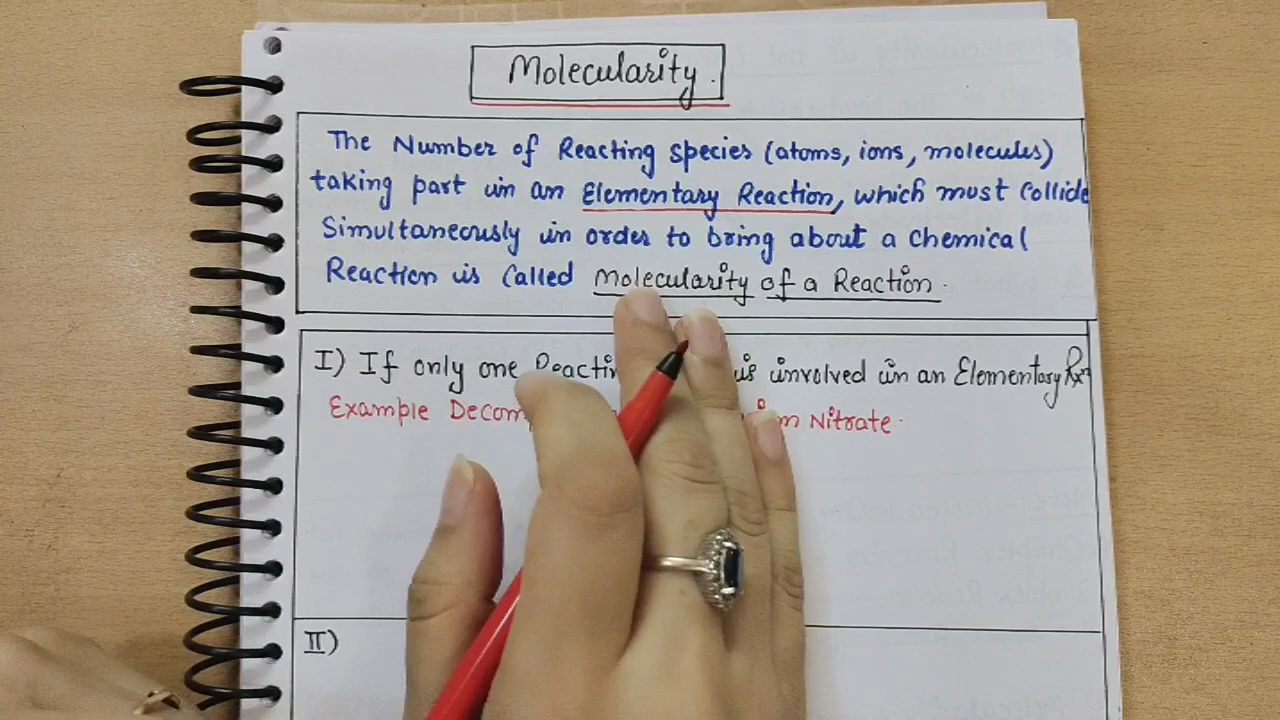 Molecularity.
The Number of Reacting species (atoms, ions, molecules)
taking part in an Elementary Reaction, which must collide
Simultaneously in order to bring about a chemical
Reaction is called Molecularity of a Reaction.
I) If only one is involved in an Elementary Rxn
Example Nitrate.
II)